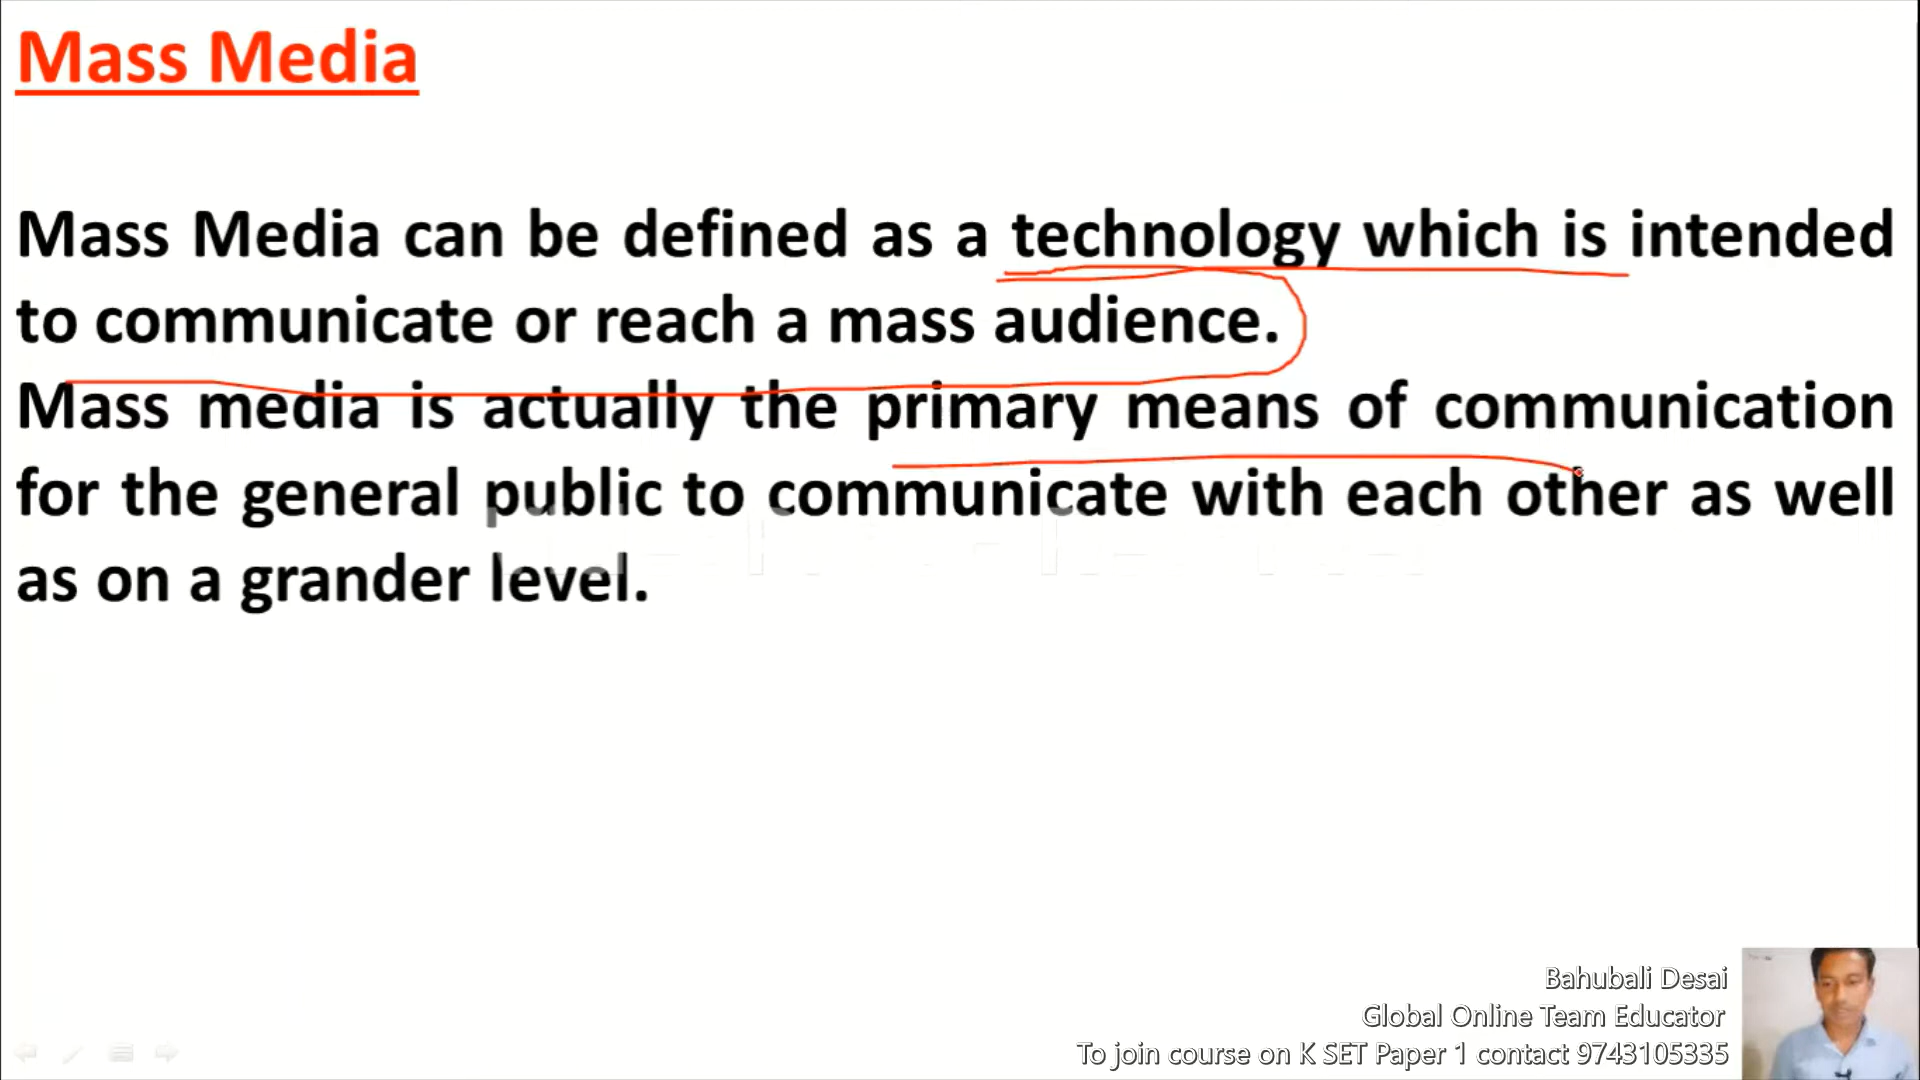 Mass Media
Mass Media can be defined as a technology which is intended
to communicate or reach a mass audience.
Mass media is actually the primary means of communication
for the general public to communicate with each other as well
as on a grander level.
Bahubali Desai
Global Online Team Educator
To join course on K SET Paper 1 contact 9743105335